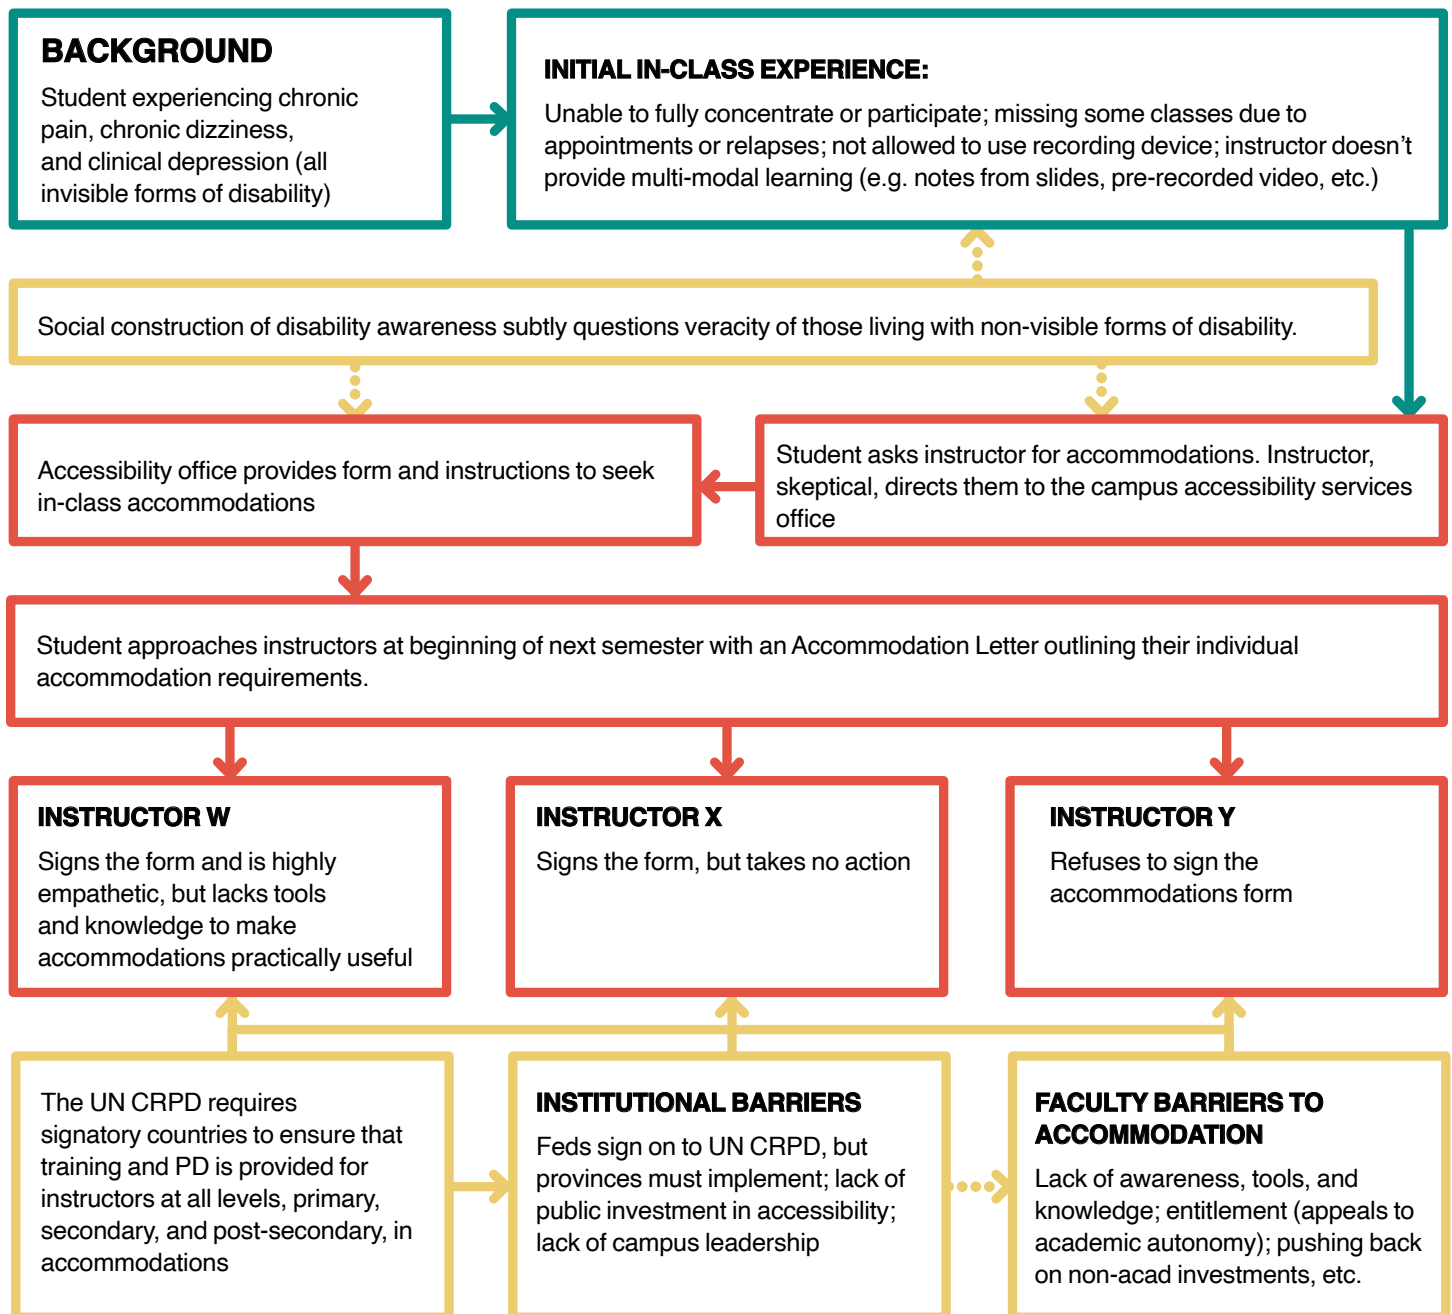 BACKGROUND
Student experiencing chronic
pain, chronic dizziness,
and clinical depression (all
invisible forms of disability)
INITIAL IN-CLASS EXPERIENCE:
Unable to fully concentrate or participate; missing some classes due to
appointments or relapses; not allowed to use recording device; instructor doesn't
provide multi-modal learning (e.g. notes from slides, pre-recorded video, etc.)
Social construction of disability awareness subtly questions veracity of those living with non-visible forms of disability.
Accessibility office provides form and instructions to seek
in-class accommodations
Student asks instructor for accommodations. Instructor,
skeptical, directs them to the campus accessibility services
office
Student approaches instructors at beginning of next semester with an Accommodation Letter outlining their individual
accommodation requirements.
INSTRUCTOR W
Signs the form and is highly
empathetic, but lacks tools
and knowledge to make
accommodations practically useful
INSTRUCTOR X
Signs the form, but takes no action
INSTRUCTOR Y
Refuses to sign the
accommodations form
The UN CRPD requires
signatory countries to ensure that
training and PD is provided for
instructors at all levels, primary,
secondary, and post-secondary, in
accommodations
INSTITUTIONAL BARRIERS
Feds sign on to UN CRPD, but
provinces must implement; lack of
public investment in accessibility;
lack of campus leadership
FACULTY BARRIERS TO
ACCOMMODATION
Lack of awareness, tools, and
knowledge; entitlement (appeals to
academic autonomy); pushing back
on non-acad investments, etc.